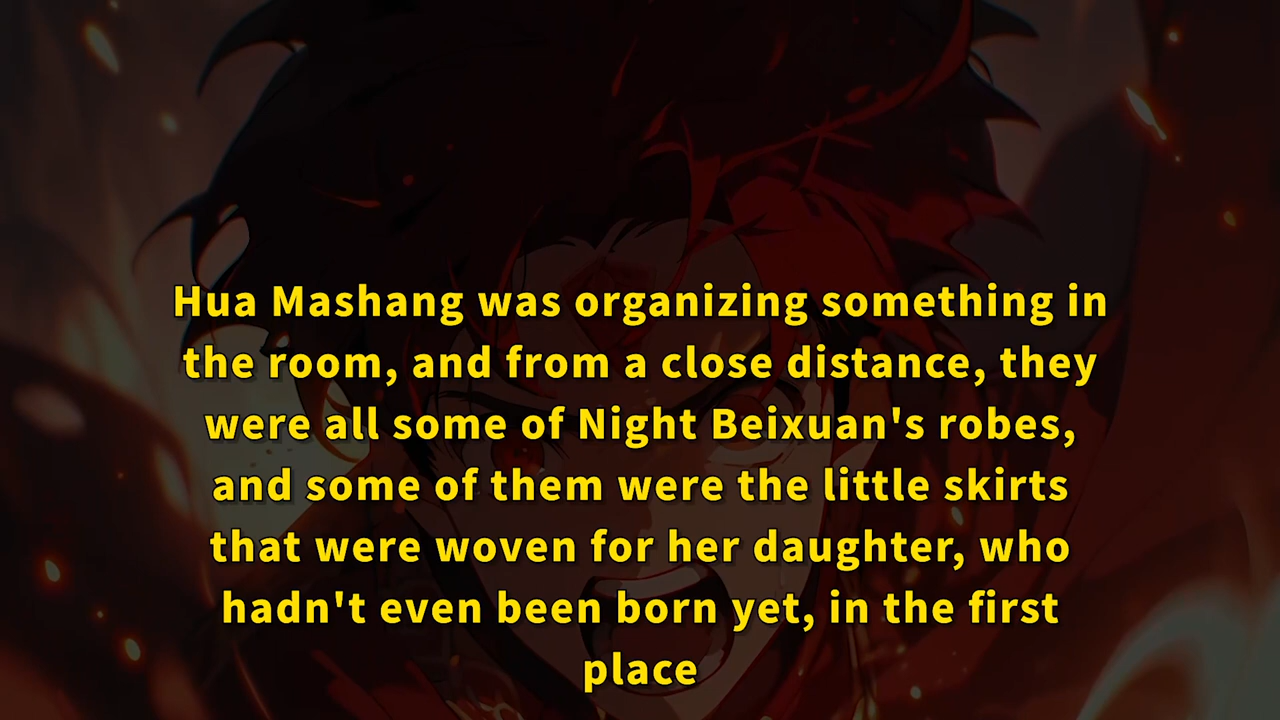 Hua Mashang was organizing something in
the room, and from a close distance, they
were all some of Night Beixuan's robes,
and some of them were the little skirts
that were woven for her daughter, who
hadn't even been born yet, in the first
place